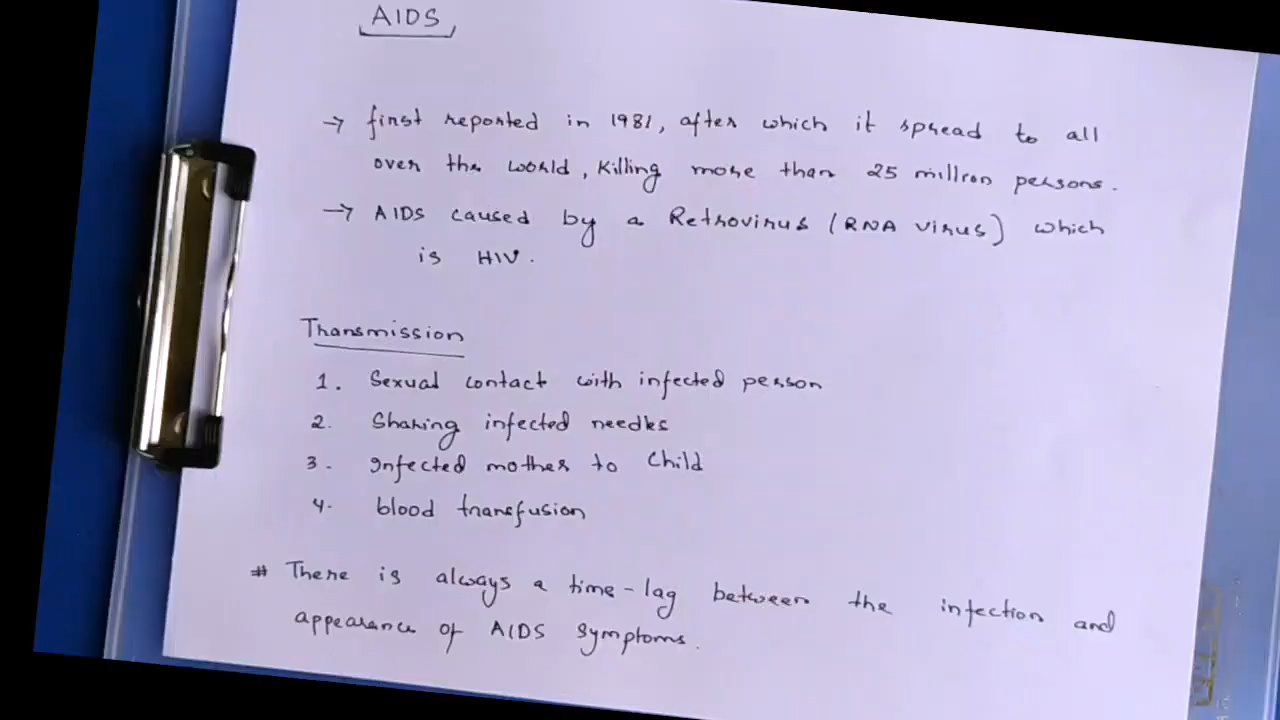 AIDS
→ first reported in 1981, after which it spread to all
over the world, killing more than 25 million persons.
→ AIDS caused by a Retrovirus (RNA virus) which
is HIV.
Transmission
1. Sexual contact with infected person
2. Sharing infected needles
3. Infected mother to child
4. blood transfusion
# There is always a time-lag between the infection and
appearance of AIDS symptoms.